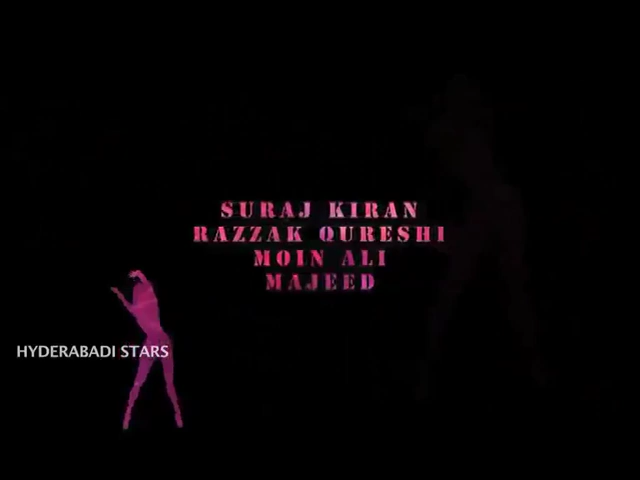 SURAJ KIRAN
RAZZAK QURESHI
MOIN ALI
MAJEED
HYDERABADI STARS